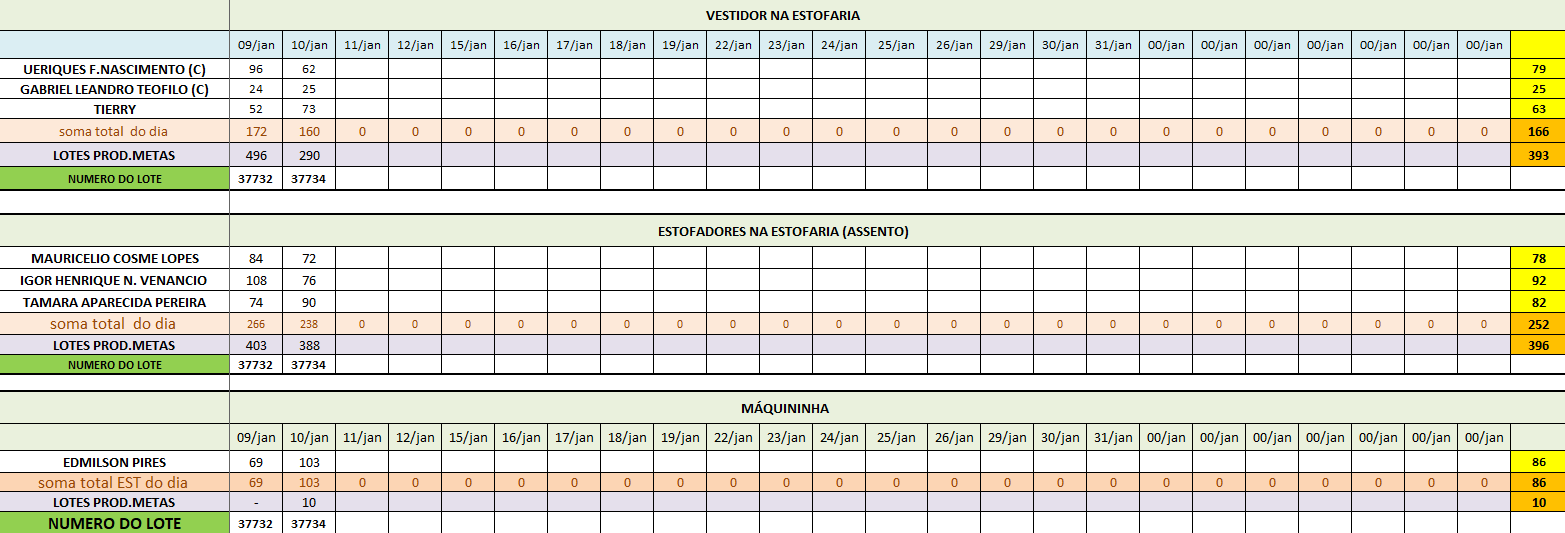 VESTIDOR NA ESTOFARIA
09/jan 10/jan 11/jan 12/jan 15/jan 16/jan 17/jan 18/jan 19/jan 22/jan 23/jan 24/jan 25/jan 26/jan 29/jan 30/jan 31/jan 00/jan 00/jan 00/jan 00/jan 00/jan 00/jan 00/jan
UERIQUES F.NASCIMENTO (C) 96 62 79
GABRIEL LEANDRO TEOFILO (C) 24 25 25
TIERRY 52 73 63
soma total do dia 172 160 0 0 0 0 0 0 0 0 0 0 0 0 0 0 0 0 0 0 0 0 0 0 166
LOTES PROD.METAS 496 290 393
NUMERO DO LOTE 37732 37734
ESTOFADORES NA ESTOFARIA (ASSENTO)
MAURICELIO COSME LOPES 84 72 78
IGOR HENRIQUE N. VENANCIO 108 76 92
TAMARA APARECIDA PEREIRA 74 90 82
soma total do dia 266 238 0 0 0 0 0 0 0 0 0 0 0 0 0 0 0 0 0 0 0 0 0 0 252
LOTES PROD.METAS 403 388 396
NUMERO DO LOTE 37732 37734
MÁQUININHA
09/jan 10/jan 11/jan 12/jan 15/jan 16/jan 17/jan 18/jan 19/jan 22/jan 23/jan 24/jan 25/jan 26/jan 29/jan 30/jan 31/jan 00/jan 00/jan 00/jan 00/jan 00/jan 00/jan 00/jan
EDMILSON PIRES 69 103 86
soma total EST do dia 69 103 0 0 0 0 0 0 0 0 0 0 0 0 0 0 0 0 0 0 0 0 0 0 86
LOTES PROD.METAS - 10 10
NUMERO DO LOTE 37732 37734